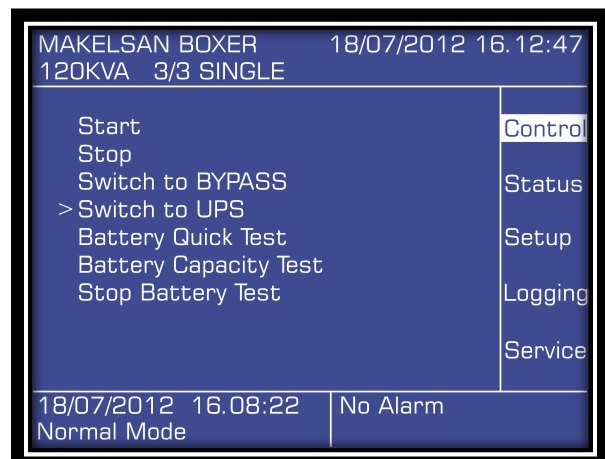 MAKELSAN BOXER 18/07/2012 16.12:47
120KVA 3/3 SINGLE
Start
Stop
Switch to BYPASS
>Switch to UPS
Battery Quick Test
Battery Capacity Test
Stop Battery Test
Control
Status
Setup
Logging
Service
18/07/2012 16.08:22
Normal Mode
No Alarm